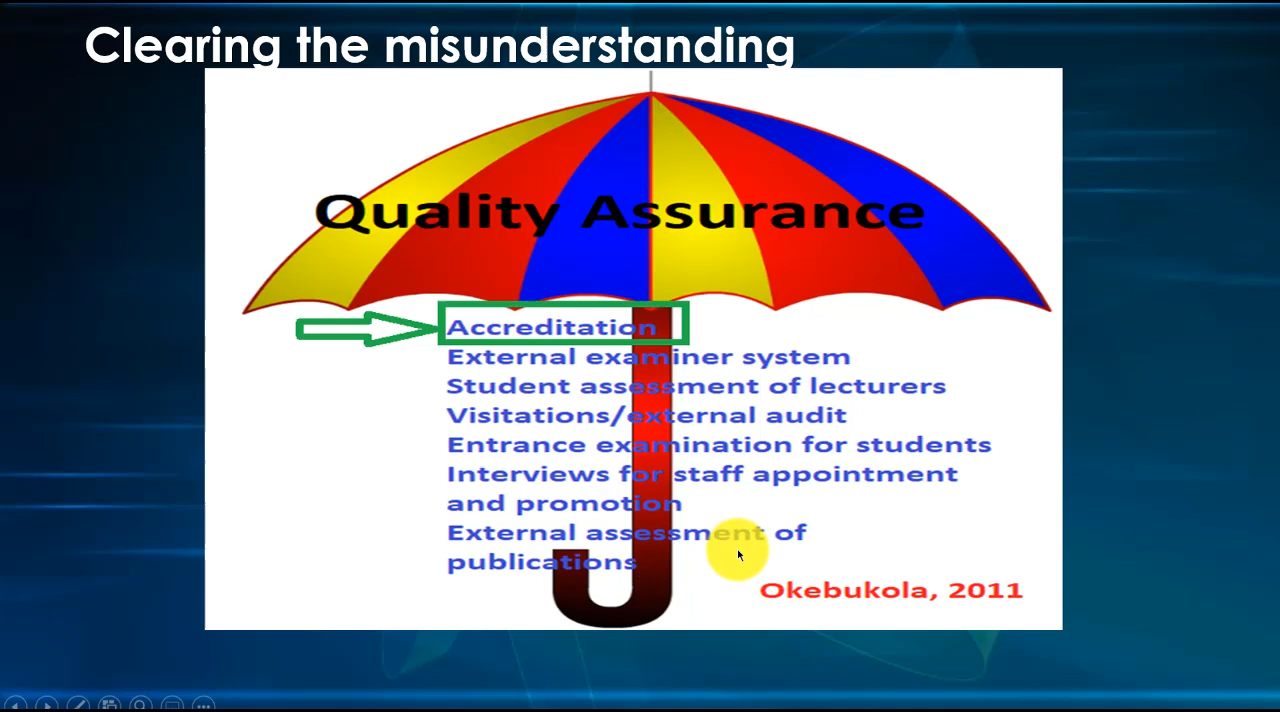 Clearing the misunderstanding
Quality Assurance
Accreditation
External examiner system
Student assessment of lecturers
Visitations/external audit
Entrance examination for students
Interviews for staff appointment
and promotion
External assessment of
publications
Okebukola, 2011